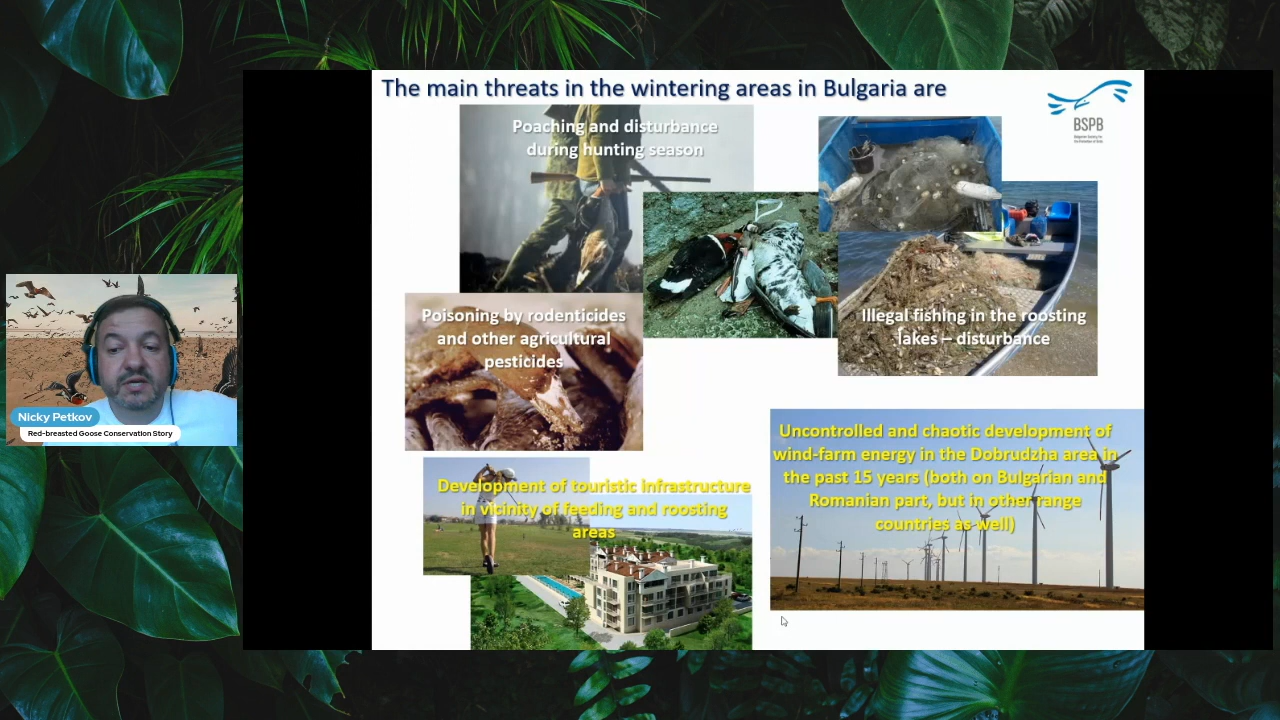 The main threats in the wintering areas in Bulgaria are
BSPB
Poaching and disturbance
during hunting season
Poisoning by rodenticides
and other agricultural
pesticides
Illegal fishing in the roosting
lakes – disturbance
Nicky Petkov
Red-breasted Goose Conservation Story
Development of touristic infrastructure
in vicinity of feeding and roosting
areas
Uncontrolled and chaotic development of
wind-farm energy in the Dobrudzha area in
the past 15 years (both on Bulgarian and
Romanian part, but in other range
countries as well)